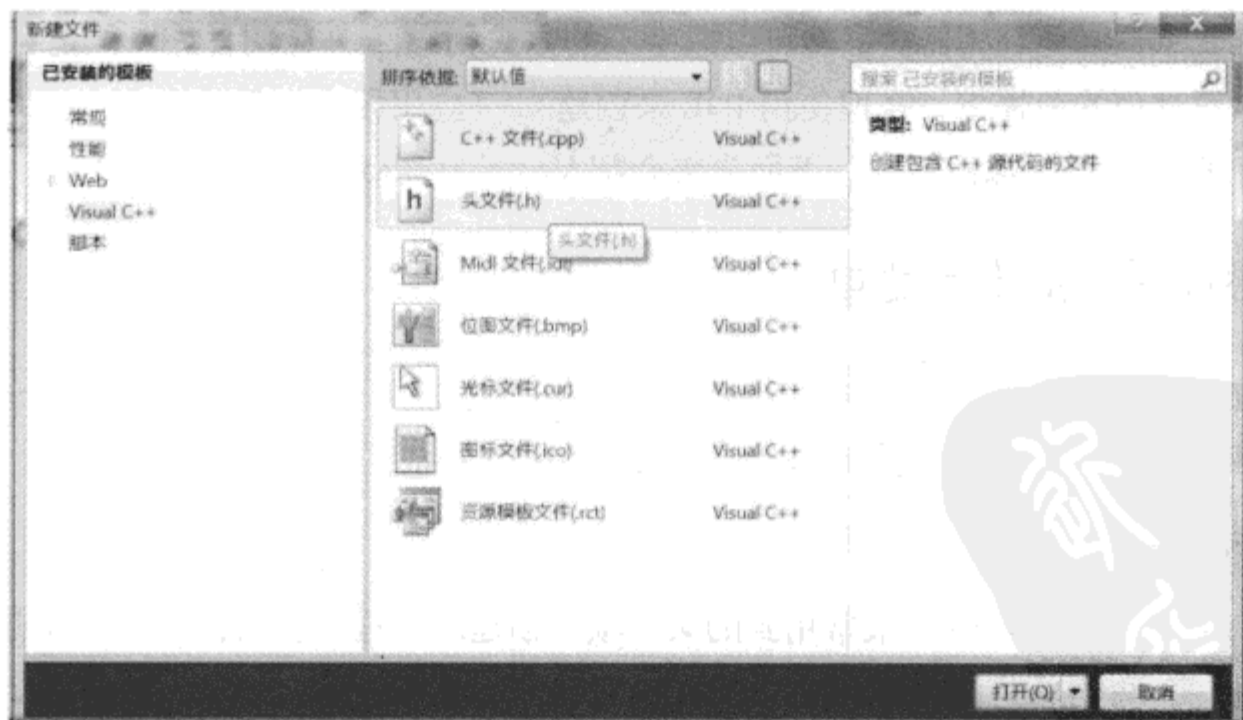 新建文件
已安装的模板
常规
性能
Web
Visual C++
脚本
排序依据: 默认值
C++ 文件(.cpp) Visual C++
头文件(.h) Visual C++
头文件(.h)
Midl 文件(.idl) Visual C++
位图文件(.bmp) Visual C++
光标文件(.cur) Visual C++
图标文件(.ico) Visual C++
资源模板文件(.rct) Visual C++
搜索 已安装的模板
类型: Visual C++
创建包含 C++ 源代码的文件
打开(O)
取消